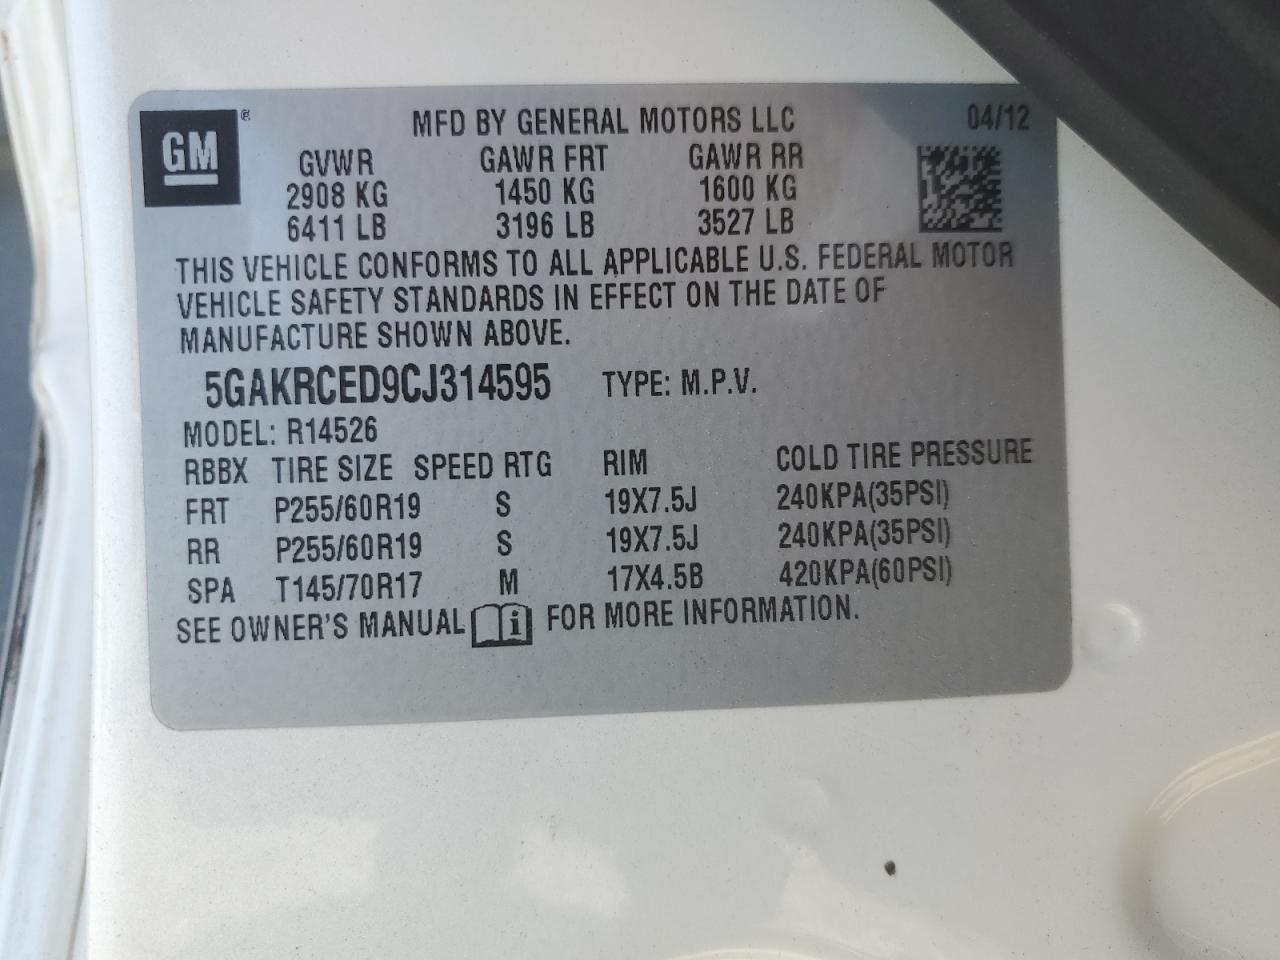 GM ®
MFD BY GENERAL MOTORS LLC 04/12
GVWR GAWR FRT GAWR RR
2908 KG 1450 KG 1600 KG
6411 LB 3196 LB 3527 LB
THIS VEHICLE CONFORMS TO ALL APPLICABLE U.S. FEDERAL MOTOR
VEHICLE SAFETY STANDARDS IN EFFECT ON THE DATE OF
MANUFACTURE SHOWN ABOVE.
5GAKRCED9CJ314595 TYPE: M.P.V.
MODEL: R14526
RBBX TIRE SIZE SPEED RTG RIM COLD TIRE PRESSURE
FRT P255/60R19 S 19X7.5J 240KPA(35PSI)
RR P255/60R19 S 19X7.5J 240KPA(35PSI)
SPA T145/70R17 M 17X4.5B 420KPA(60PSI)
SEE OWNER'S MANUAL i FOR MORE INFORMATION.